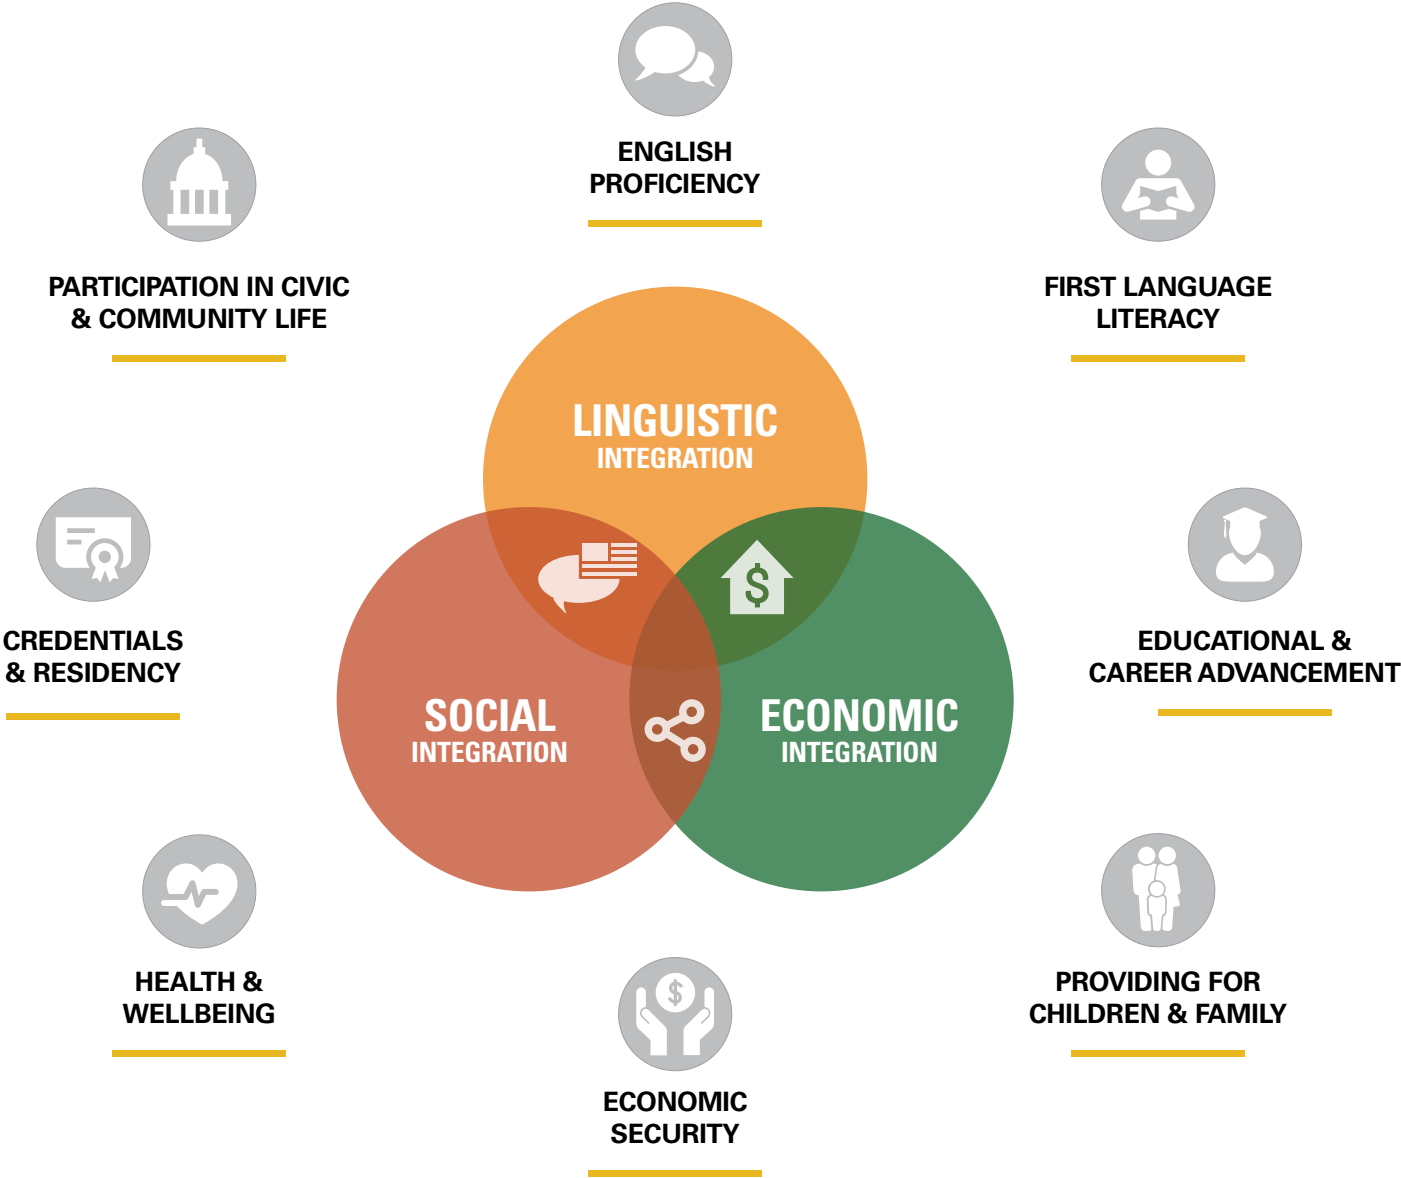 ENGLISH
PROFICIENCY
PARTICIPATION IN CIVIC
& COMMUNITY LIFE
FIRST LANGUAGE
LITERACY
LINGUISTIC
INTEGRATION
$
CREDENTIALS
& RESIDENCY
EDUCATIONAL &
CAREER ADVANCEMENT
SOCIAL
INTEGRATION
ECONOMIC
INTEGRATION
HEALTH &
WELLBEING
PROVIDING FOR
CHILDREN & FAMILY
$
ECONOMIC
SECURITY